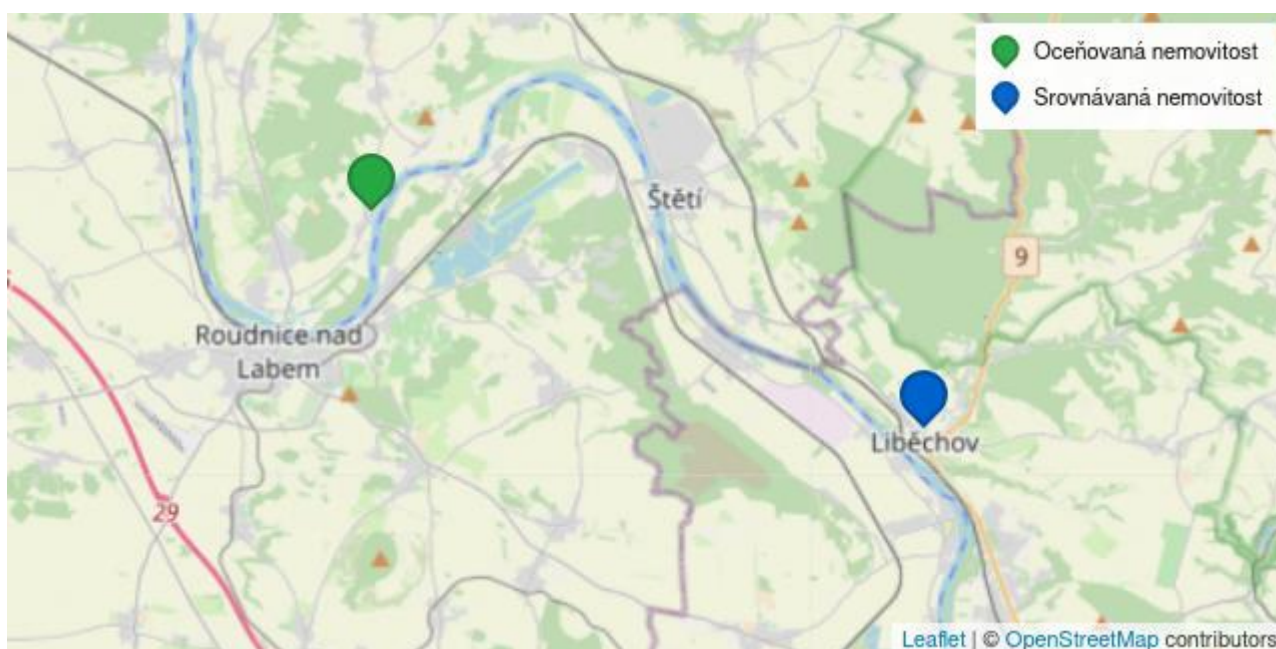 Oceňovaná nemovitost
Srovnávaná nemovitost
Štětí
9
Roudnice nad
Labem
Liběchov
29
Leaflet | © OpenStreetMap contributors